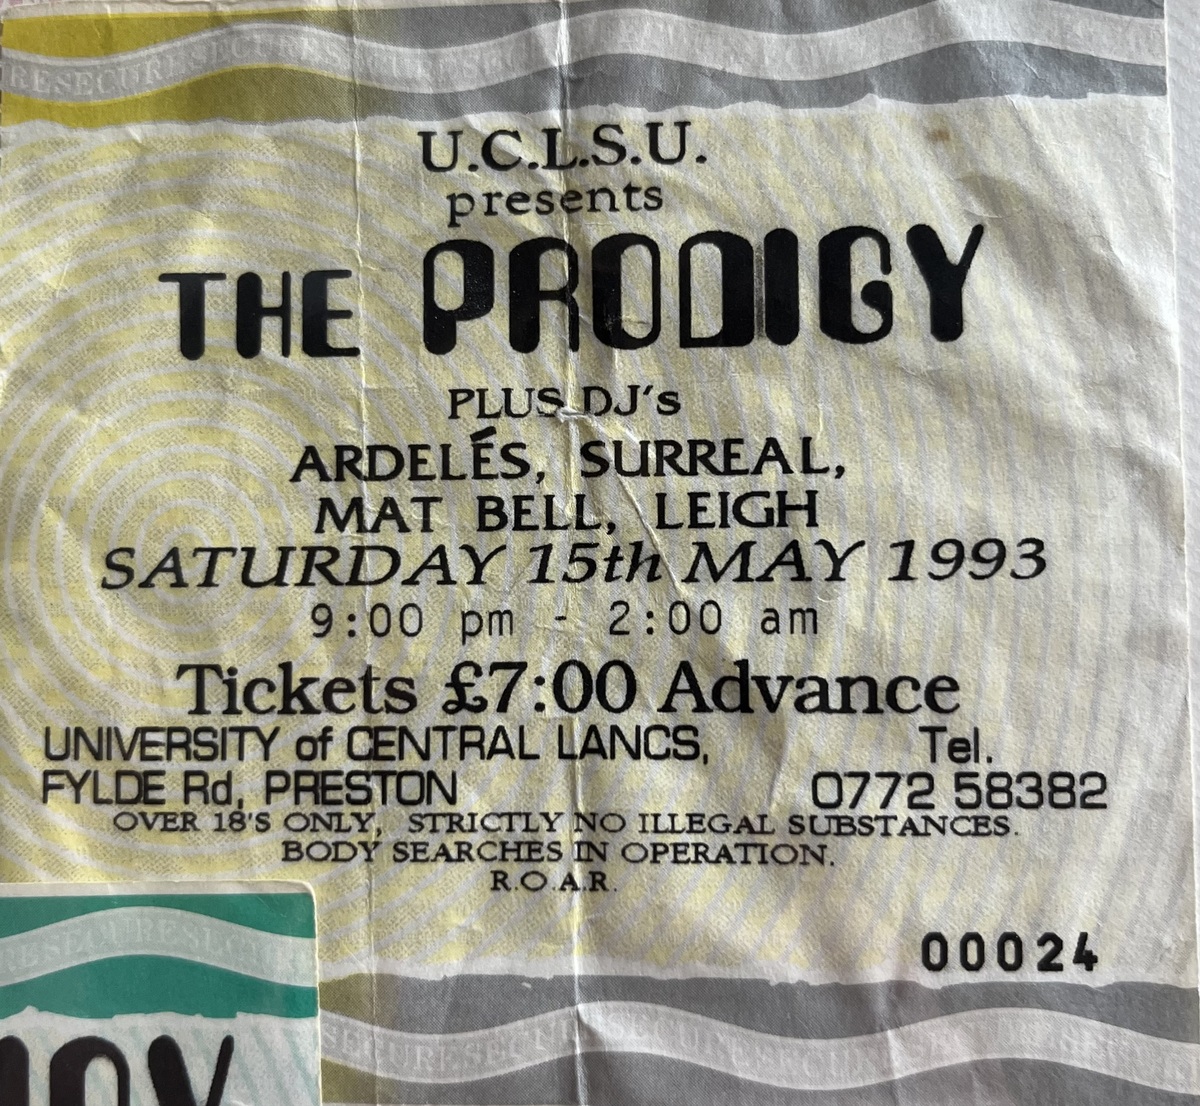 RESECURESECURESECURESECURESEC
U.C.L.S.U.
presents
THE PRODIGY
PLUS DJ's
ARDELÉS, SURREAL,
MAT BELL, LEIGH
SATURDAY 15th MAY 1993
9:00 pm - 2:00 am
Tickets £7:00 Advance
UNIVERSITY of CENTRAL LANCS,
FYLDE Rd, PRESTON
Tel.
0772 58382
OVER 18'S ONLY, STRICTLY NO ILLEGAL SUBSTANCES.
BODY SEARCHES IN OPERATION.
R.O.A.R.
00024
RESECURESECU